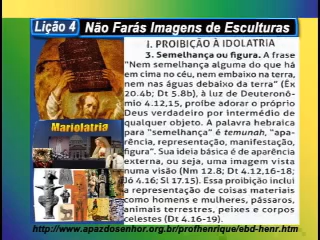 Lição 4 Não Farás Imagens de Esculturas
I. PROIBIÇÃO À IDOLATRIA
3. Semelhança ou figura. A frase
"Nem semelhança alguma do que há
em cima no céu, nem embaixo na terra,
nem nas águas debaixo da terra" (Êx
20.4b; Dt 5.8b), à luz de Deuteronô-
mio 4.12,15, proíbe adorar o próprio
Deus verdadeiro por intermédio de
qualquer objeto. A palavra hebraica
para "semelhança" é temunah, "apa-
rência, representação, manifestação,
figura". Sua ideia básica é de aparência
externa, ou seja, uma imagem vista
numa visão (Nm 12.8; Dt 4.12,16-18;
Jó 4.16; Sl 17.15). Essa proibição inclui
a representação de coisas materiais
como homens e mulheres, pássaros,
animais terrestres, peixes e corpos
celestes (Dt 4.16-19).
Mariolatria
http://www.apazdosenhor.org.br/profhenrique/ebd-henr.htm